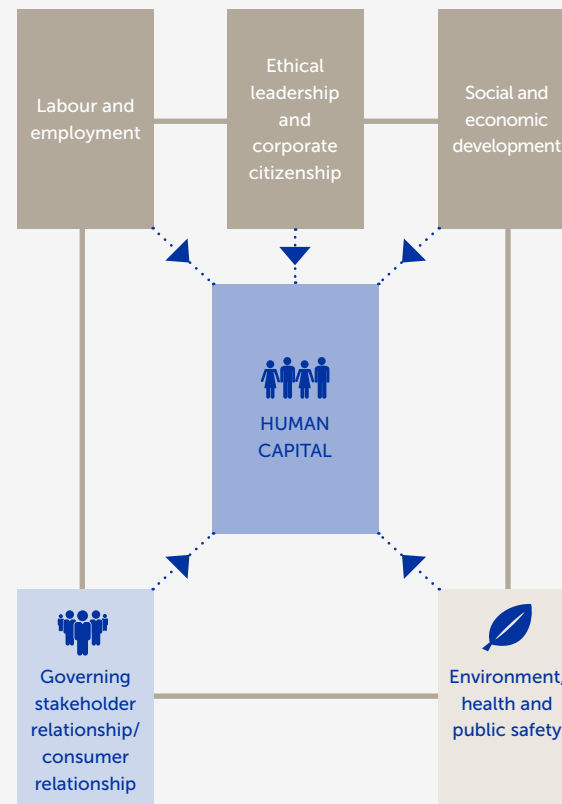 Labour and
employment
Ethical
leadership
and
corporate
citizenship
Social and
economic
development
HUMAN
CAPITAL
Governing
stakeholder
relationship/
consumer
relationship
Environment,
health and
public safety